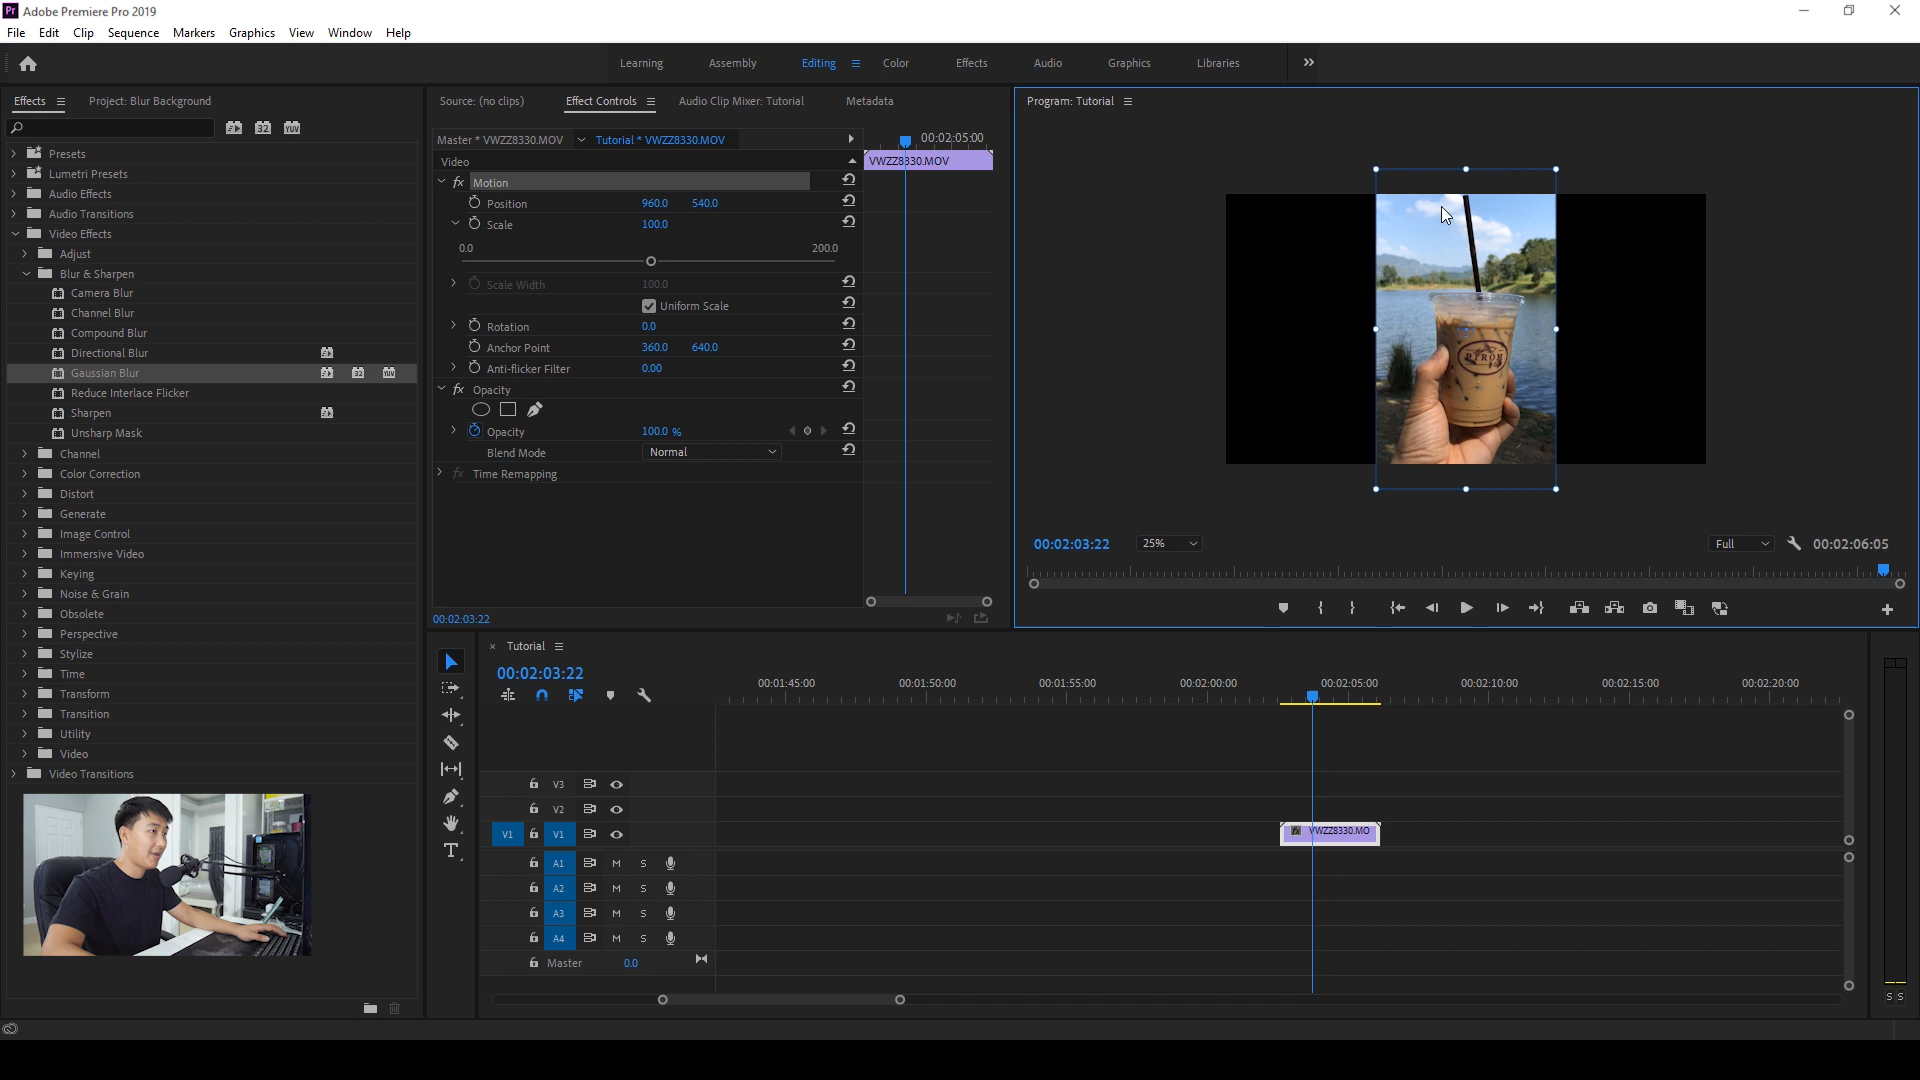 Pr Adobe Premiere Pro 2019
File Edit Clip Sequence Markers Graphics View Window Help
Learning Assembly Editing Color Effects Audio Graphics Libraries
Effects Project: Blur Background
32 YUV
Presets
Lumetri Presets
Audio Effects
Audio Transitions
Video Effects
Adjust
Blur & Sharpen
Camera Blur
Channel Blur
Compound Blur
Directional Blur
Gaussian Blur
Reduce Interlace Flicker
Sharpen
Unsharp Mask
Channel
Color Correction
Distort
Generate
Image Control
Immersive Video
Keying
Noise & Grain
Obsolete
Perspective
Stylize
Time
Transform
Transition
Utility
Video
Video Transitions
Source: (no clips) Effect Controls Audio Clip Mixer: Tutorial Metadata
Master * VWZZ8330.MOV Tutorial * VWZZ8330.MOV 00:02:05:00
Video VWZZ8330.MOV
fx Motion
Position 960.0 540.0
Scale 100.0
0.0 200.0
Scale Width 100.0
Uniform Scale
Rotation 0.0
Anchor Point 360.0 640.0
Anti-flicker Filter 0.00
fx Opacity
Opacity 100.0 %
Blend Mode Normal
fx Time Remapping
00:02:03:22
Program: Tutorial
00:02:03:22 25% Full 00:02:06:05
× Tutorial
00:02:03:22
00:01:45:00 00:01:50:00 00:01:55:00 00:02:00:00 00:02:05:00 00:02:10:00 00:02:15:00 00:02:20:00
V3
V2
V1 V1 fx VWZZ8330.MO
A1 M S
A2 M S
A3 M S
A4 M S
Master 0.0
S S